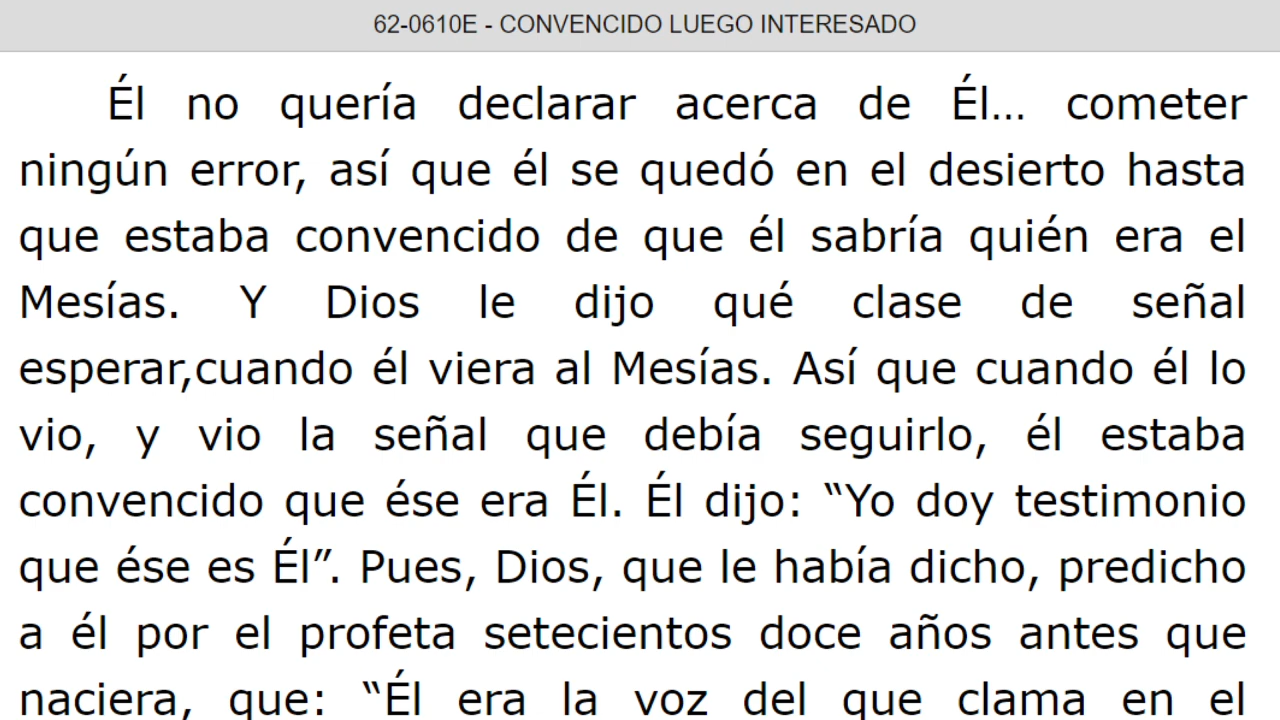 62-0610E - CONVENCIDO LUEGO INTERESADO
Él no quería declarar acerca de Él... cometer
ningún error, así que él se quedó en el desierto hasta
que estaba convencido de que él sabría quién era el
Mesías. Y Dios le dijo qué clase de señal
esperar,cuando él viera al Mesías. Así que cuando él lo
vio, y vio la señal que debía seguirlo, él estaba
convencido que ése era Él. Él dijo: “Yo doy testimonio
que ése es Él”. Pues, Dios, que le había dicho, predicho
a él por el profeta setecientos doce años antes que
naciera, que: “Él era la voz del que clama en el